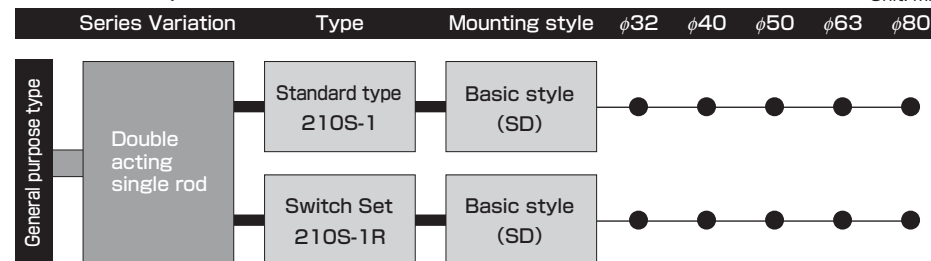 Series Variation Type Mounting style φ32 φ40 φ50 φ63 φ80
General purpose type
Double
acting
single rod
Standard type
210S-1
Basic style
(SD)
Switch Set
210S-1R
Basic style
(SD)